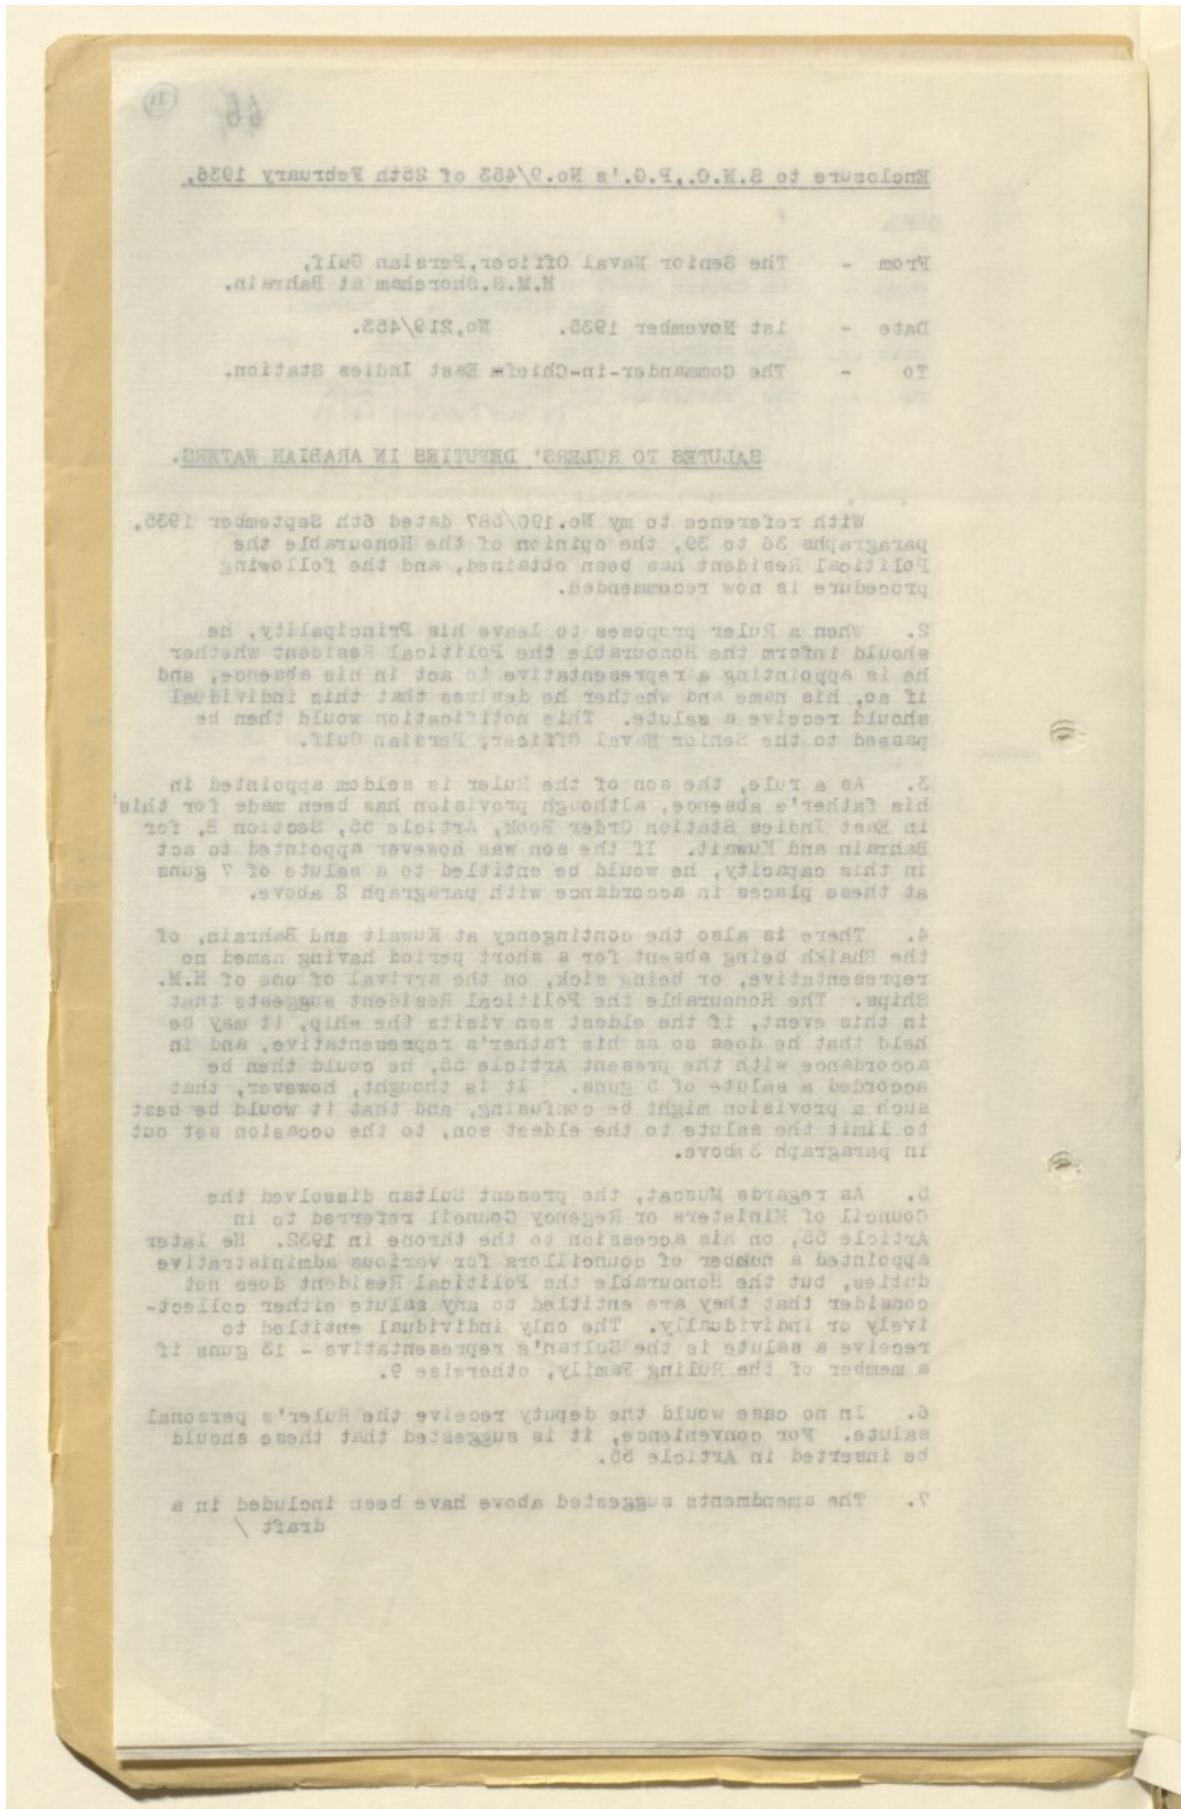 66
Enclosure to S.N.O.,P.G.'s No.9/453 of 25th February 1936.
From - The Senior Naval Officer,Persian Gulf,
H.M.S.Shoreham at Bahrain.
Date - 1st November 1935. No,219/453.
To - The Commander-in-Chief= East Indies Station.
SALUTES TO RULERS' DEPUTIES IN ARABIAN WATERS.
With reference to my No.190/587 dated 6th September 1935,
paragraphs 36 to 39, the opinion of the Honourable the
Political Resident has been obtained, and the following
procedure is now recommended.
2. When a Ruler proposes to leave his Principality, he
should inform the Honourable the Political Resident whether
he is appointing a representative to act in his absence, and
if so, his name and whether he desires that this individual
should receive a salute. This notification would then be
passed to the Senior Naval Officer, Persian Gulf.
3. As a rule, the son of the Ruler is seldom appointed in
his father's absence, although provision has been made for this
in East Indies Station Order Book, Article 55, Section B, for
Bahrain and Kuwait. If the son was however appointed to act
in this capacity, he would be entitled to a salute of 7 guns
at these places in accordance with paragraph 2 above.
4. There is also the contingency at Kuwait and Bahrain, of
the Shaikh being absent for a short period having named no
representative, or being sick, on the arrival of one of H.M.
Ships. The Honourable the Political Resident suggests that
in this event, if the eldest son visits the ship, it may be
held that he does so as his father's representative, and in
accordance with the present Article 55, he could then be
accorded a salute of 5 guns. It is thought, however, that
such a provision might be confusing, and that it would be best
to limit the salute to the eldest son, to the occasion set out
in paragraph 3 above.
5. As regards Muscat, the present Sultan dissolved the
Council of Ministers or Regency Council referred to in
Article 55, on his accession to the throne in 1932. He later
appointed a number of councillors for various administrative
duties, but the Honourable the Political Resident does not
consider that they are entitled to any salute either collect-
ively or individually. The only individual entitled to
receive a salute is the Sultan's representative - 13 guns if
a member of the Ruling Family, otherwise 9.
6. In no case would the deputy receive the Ruler's personal
salute. For convenience, it is suggested that these should
be inserted in Article 55.
7. The amendments suggested above have been included in a
draft /